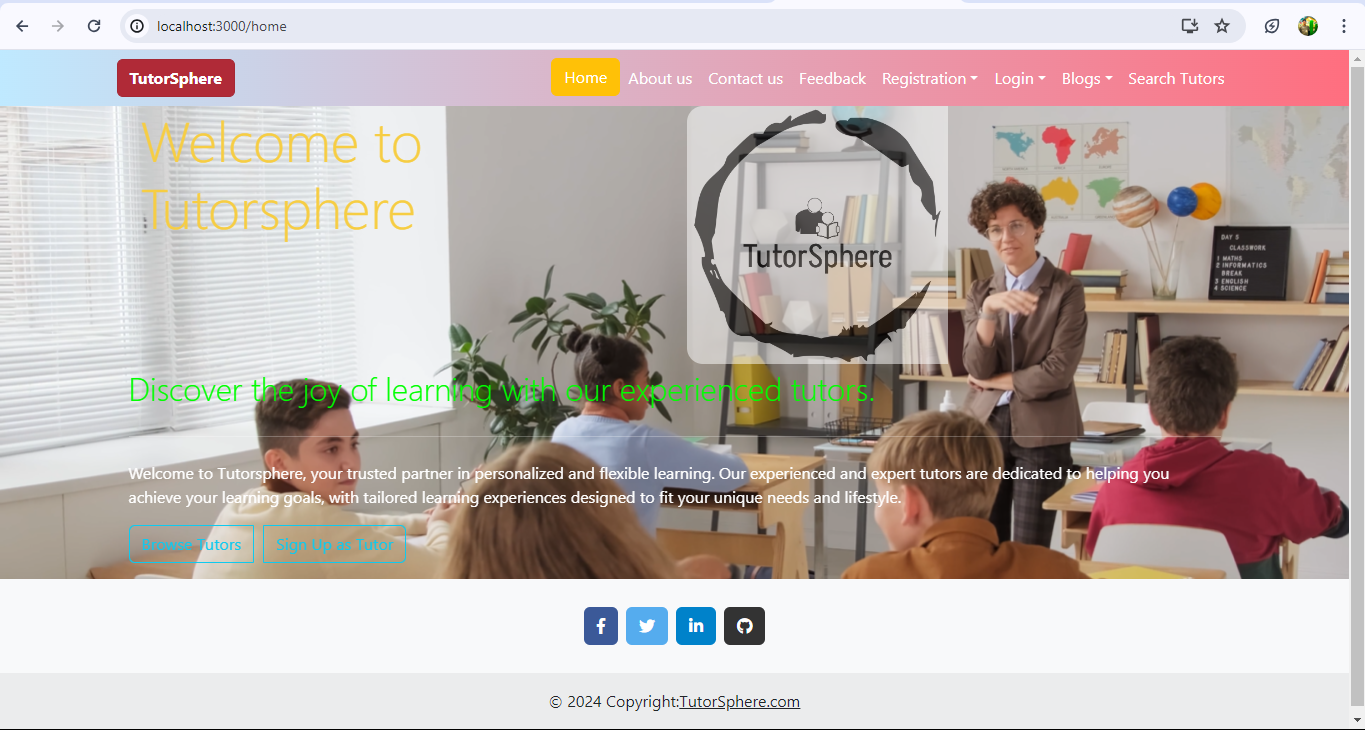 localhost:3000/home
TutorSphere
Home About us Contact us Feedback Registration Login Blogs Search Tutors
Welcome to
Tutorsphere
TutorSphere
DAY 5
CLASSWORK
1 MATHS
2 INFORMATICS
BREAK
3 ENGLISH
4 SCIENCE
Discover the joy of learning with our experienced tutors.
Welcome to Tutorsphere, your trusted partner in personalized and flexible learning. Our experienced and expert tutors are dedicated to helping you
achieve your learning goals, with tailored learning experiences designed to fit your unique needs and lifestyle.
Browse Tutors Sign Up as Tutor
f in
© 2024 Copyright:TutorSphere.com